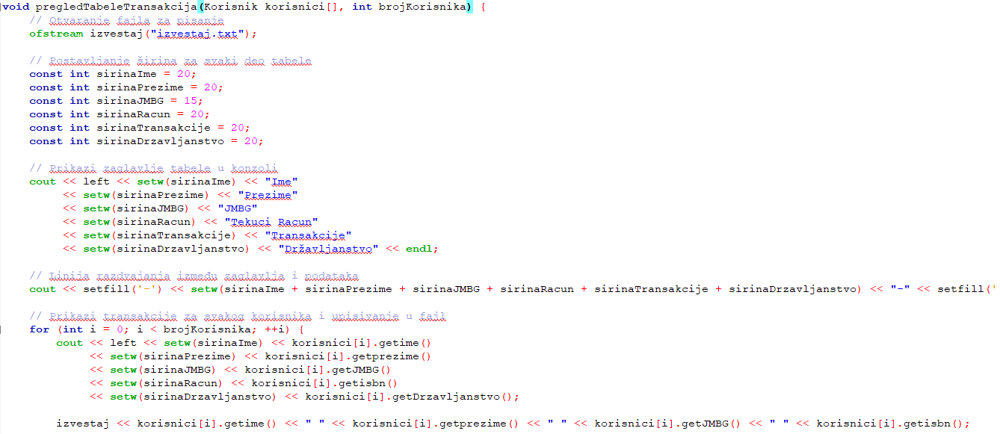 void pregledTabeleTransakcija(Korisnik korisnici[], int brojKorisnika) {
    // Otvaranje fajla za pisanje
    ofstream izvestaj("izvestaj.txt");

    // Postavljanje širina za svaki deo tabele
    const int sirinaIme = 20;
    const int sirinaPrezime = 20;
    const int sirinaJMBG = 15;
    const int sirinaRacun = 20;
    const int sirinaTransakcije = 20;
    const int sirinaDrzavljanstvo = 20;

    // Prikazi zaglavlje tabele u konzoli
    cout << left << setw(sirinaIme) << "Ime"
         << setw(sirinaPrezime) << "Prezime"
         << setw(sirinaJMBG) << "JMBG"
         << setw(sirinaRacun) << "Tekuci Racun"
         << setw(sirinaTransakcije) << "Transakcije"
         << setw(sirinaDrzavljanstvo) << "Državljanstvo" << endl;

    // Linija razdvajanja između zaglavlja i podataka
    cout << setfill('-') << setw(sirinaIme + sirinaPrezime + sirinaJMBG + sirinaRacun + sirinaTransakcije + sirinaDrzavljanstvo) << "-" << setfill('

    // Prikazi transakcije za svakog korisnika i upisivanje u fajl
    for (int i = 0; i < brojKorisnika; ++i) {
        cout << left << setw(sirinaIme) << korisnici[i].getime()
             << setw(sirinaPrezime) << korisnici[i].getprezime()
             << setw(sirinaJMBG) << korisnici[i].getJMBG()
             << setw(sirinaRacun) << korisnici[i].getisbn()
             << setw(sirinaDrzavljanstvo) << korisnici[i].getDrzavljanstvo();

        izvestaj << korisnici[i].getime() << " " << korisnici[i].getprezime() << " " << korisnici[i].getJMBG() << " " << korisnici[i].getisbn();